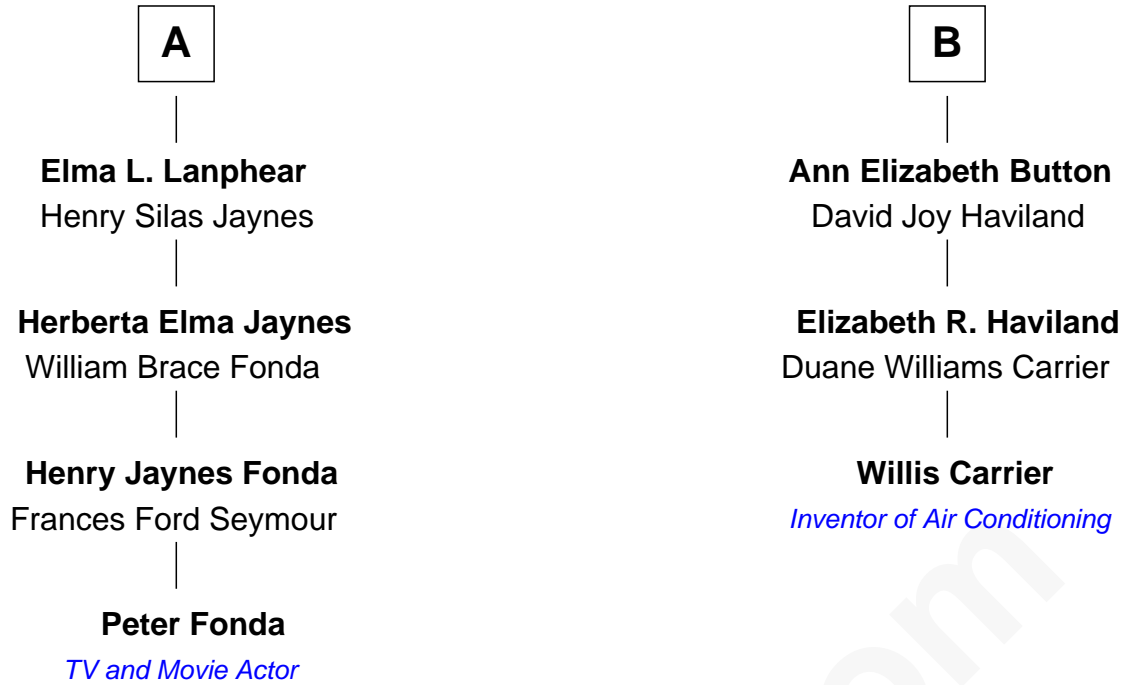 A
Elma L. Lanphear
Henry Silas Jaynes
Herberta Elma Jaynes
William Brace Fonda
Henry Jaynes Fonda
Frances Ford Seymour
Peter Fonda
TV and Movie Actor
B
Ann Elizabeth Button
David Joy Haviland
Elizabeth R. Haviland
Duane Williams Carrier
Willis Carrier
Inventor of Air Conditioning
om